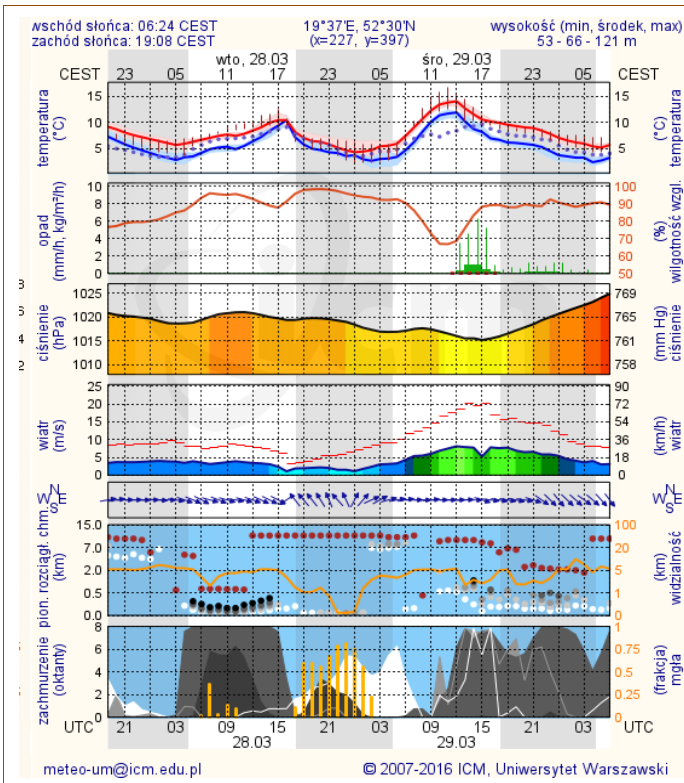 wschód słońca: 06:24 CEST 19°37'E, 52°30'N wysokość (min, środek, max)
zachód słońca: 19:08 CEST (x=227, y=397) 53 - 66 - 121 m
wto, 28.03 śro, 29.03
CEST 23 05 11 17 23 05 11 17 23 05 CEST
temperatura (°C) 15 10 5 15 10 5 temperatura (°C)
opad (mm/h, kg/m²/h) 10 8 6 4 2 0 100 90 80 70 60 50 (%) wilgotność wzgl.
ciśnienie (hPa) 1025 1020 1015 1010 769 765 761 758 (mm Hg) ciśnienie
wiatr (m/s) 25 20 15 10 5 0 90 72 54 36 18 0 (km/h) wiatr
N W E S N W E S
pion. rozciągł. chm. (km) 15.0 7.0 2.0 0.5 0.0 100 20 5 1 0 (km) widzialność
zachmurzenie (oktanty) 8 6 4 2 0 1 0.75 0.5 0.25 0 (frakcja) mgła
UTC 21 03 09 15 21 03 09 15 21 03 UTC
28.03 29.03
meteo-um@icm.edu.pl © 2007-2016 ICM, Uniwersytet Warszawski